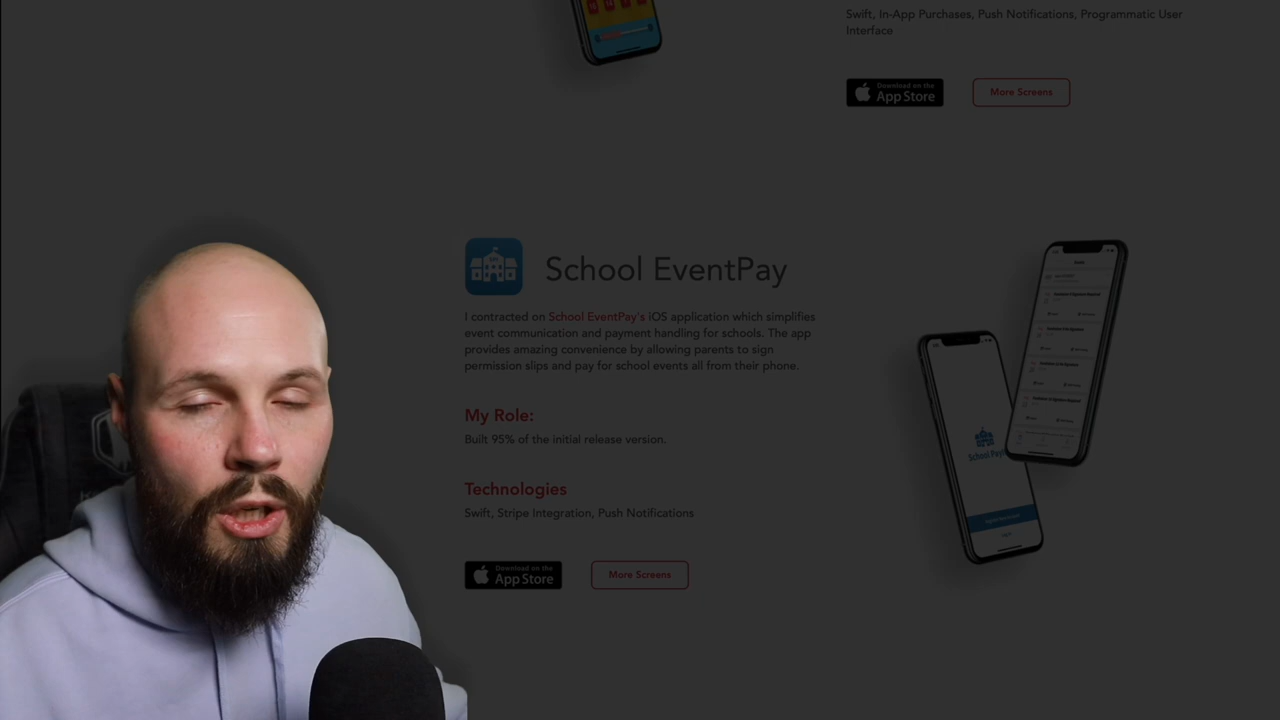 Swift, In-App Purchases, Push Notifications, Programmatic User
Interface
Download on the
App Store
More Screens
School EventPay
I contracted on School EventPay's iOS application which simplifies
event communication and payment handling for schools. The app
provides amazing convenience by allowing parents to sign
permission slips and pay for school events all from their phone.
My Role:
Built 95% of the initial release version.
Technologies
Swift, Stripe Integration, Push Notifications
Download on the
App Store
More Screens